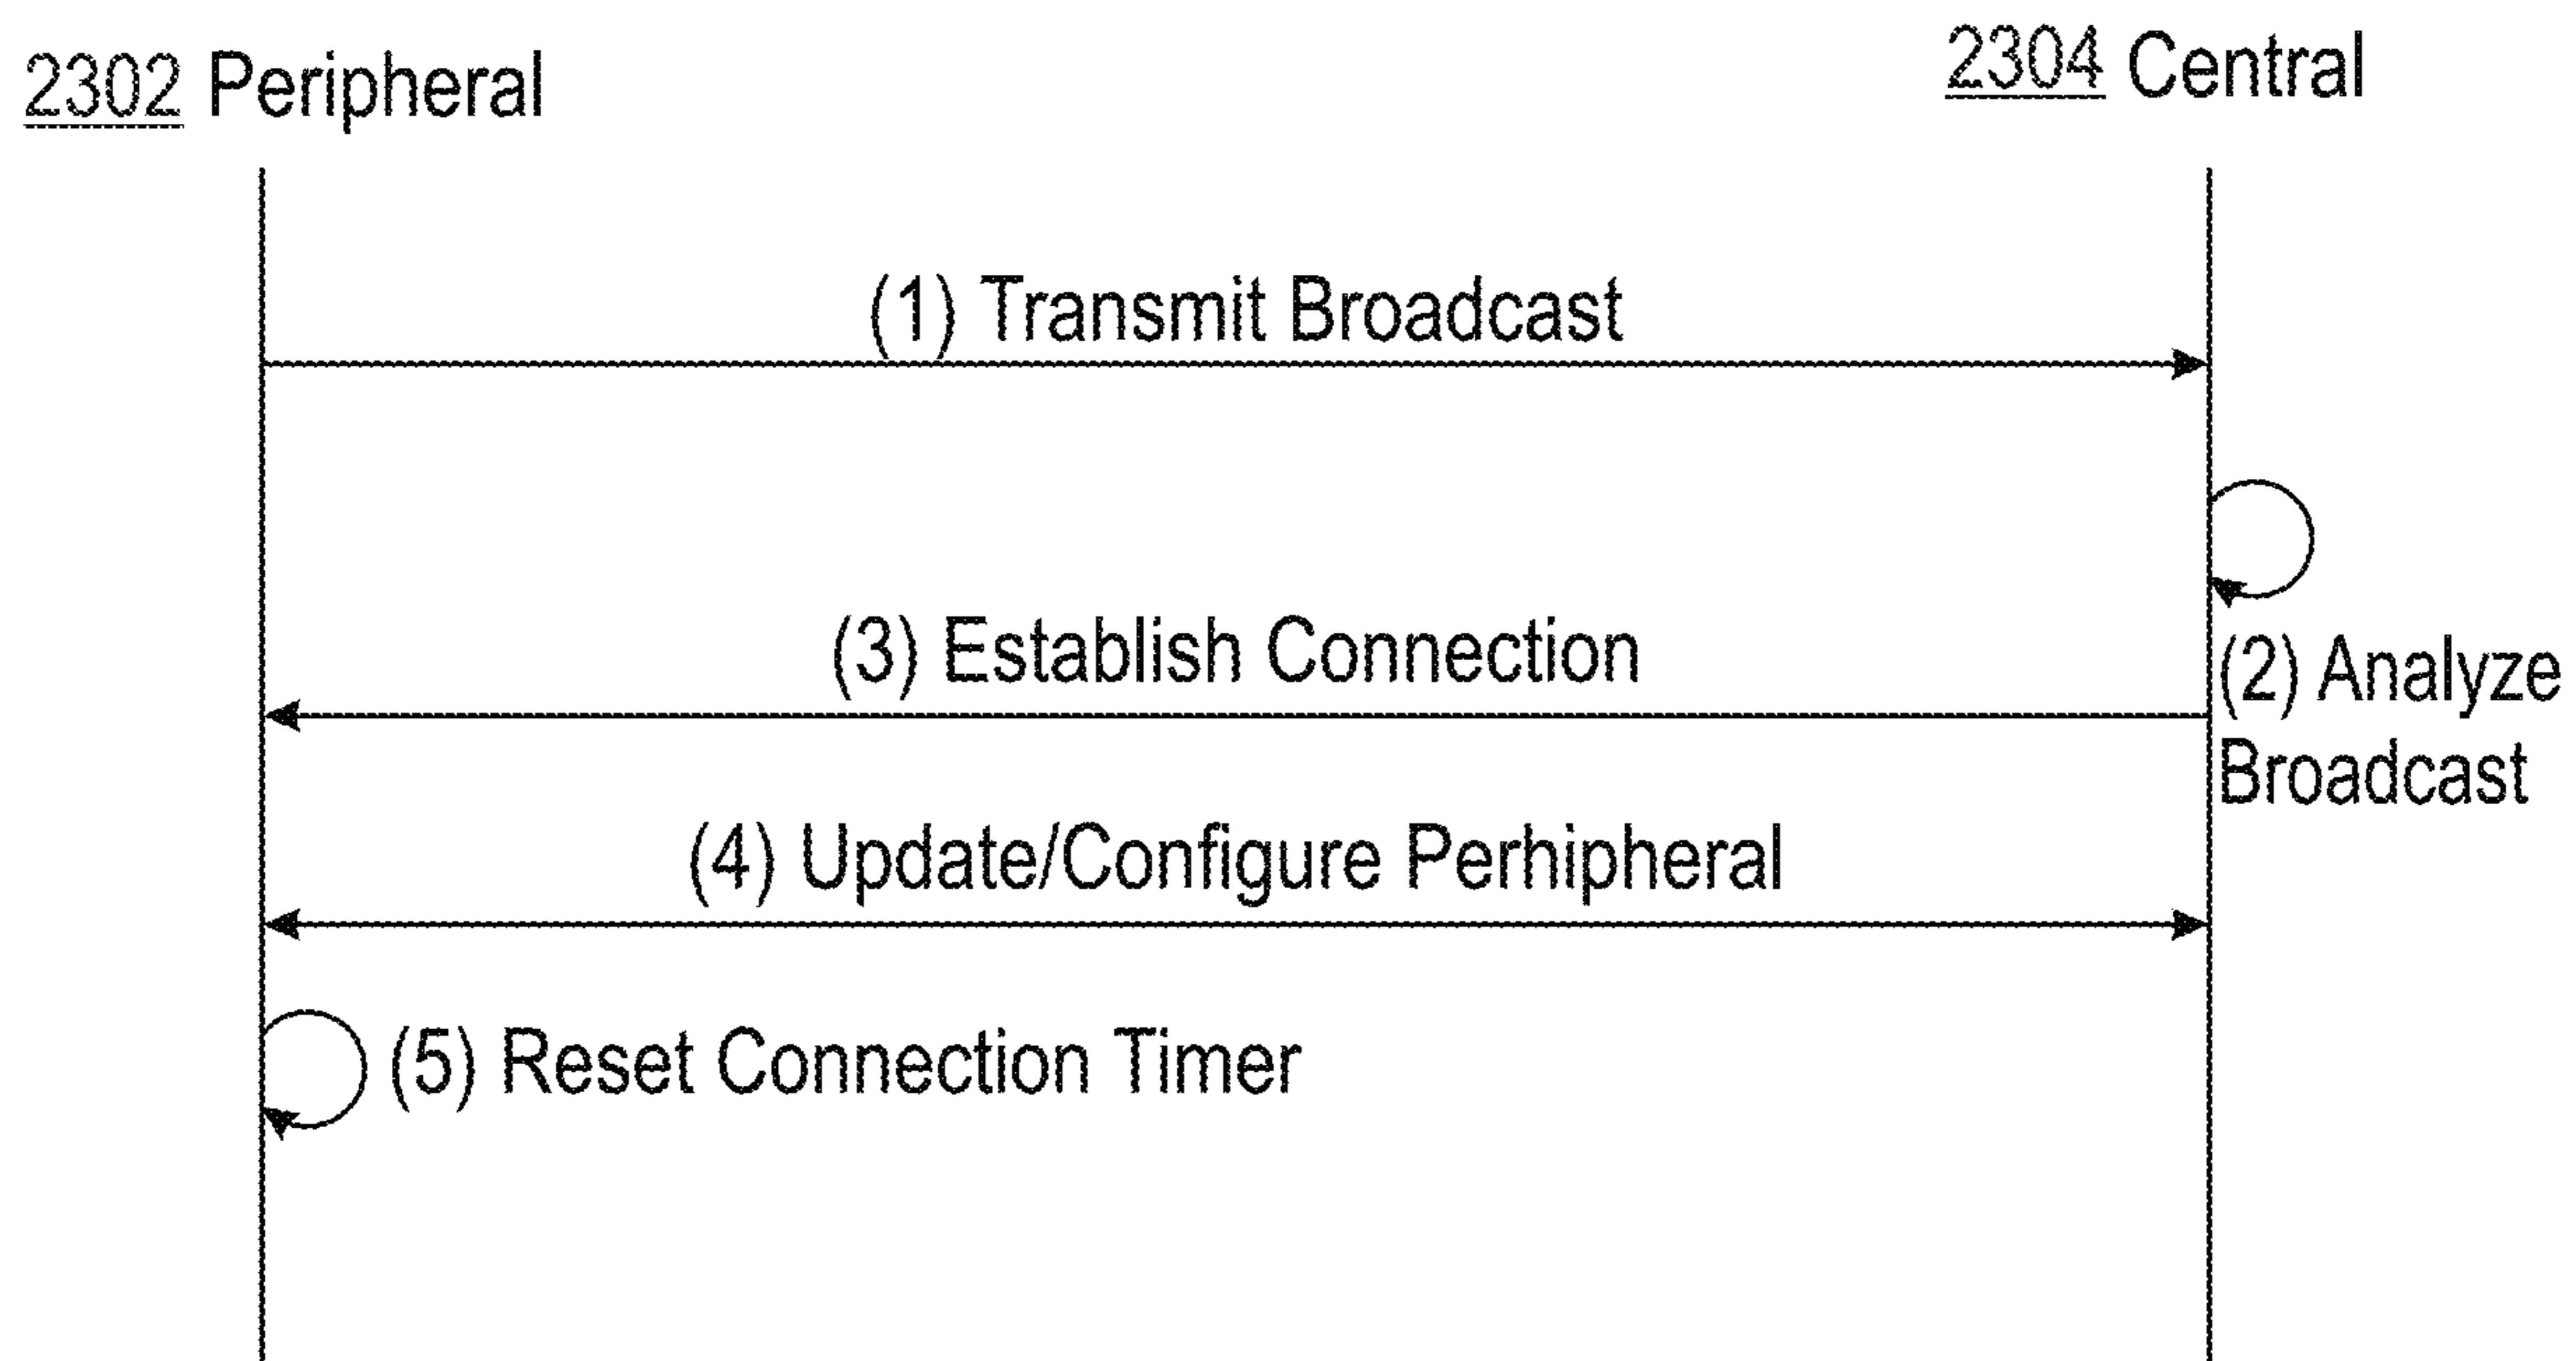 2302 Peripheral
2304 Central
(1) Transmit Broadcast
(2) Analyze
Broadcast
(3) Establish Connection
(4) Update/Configure Perhipheral
(5) Reset Connection Timer